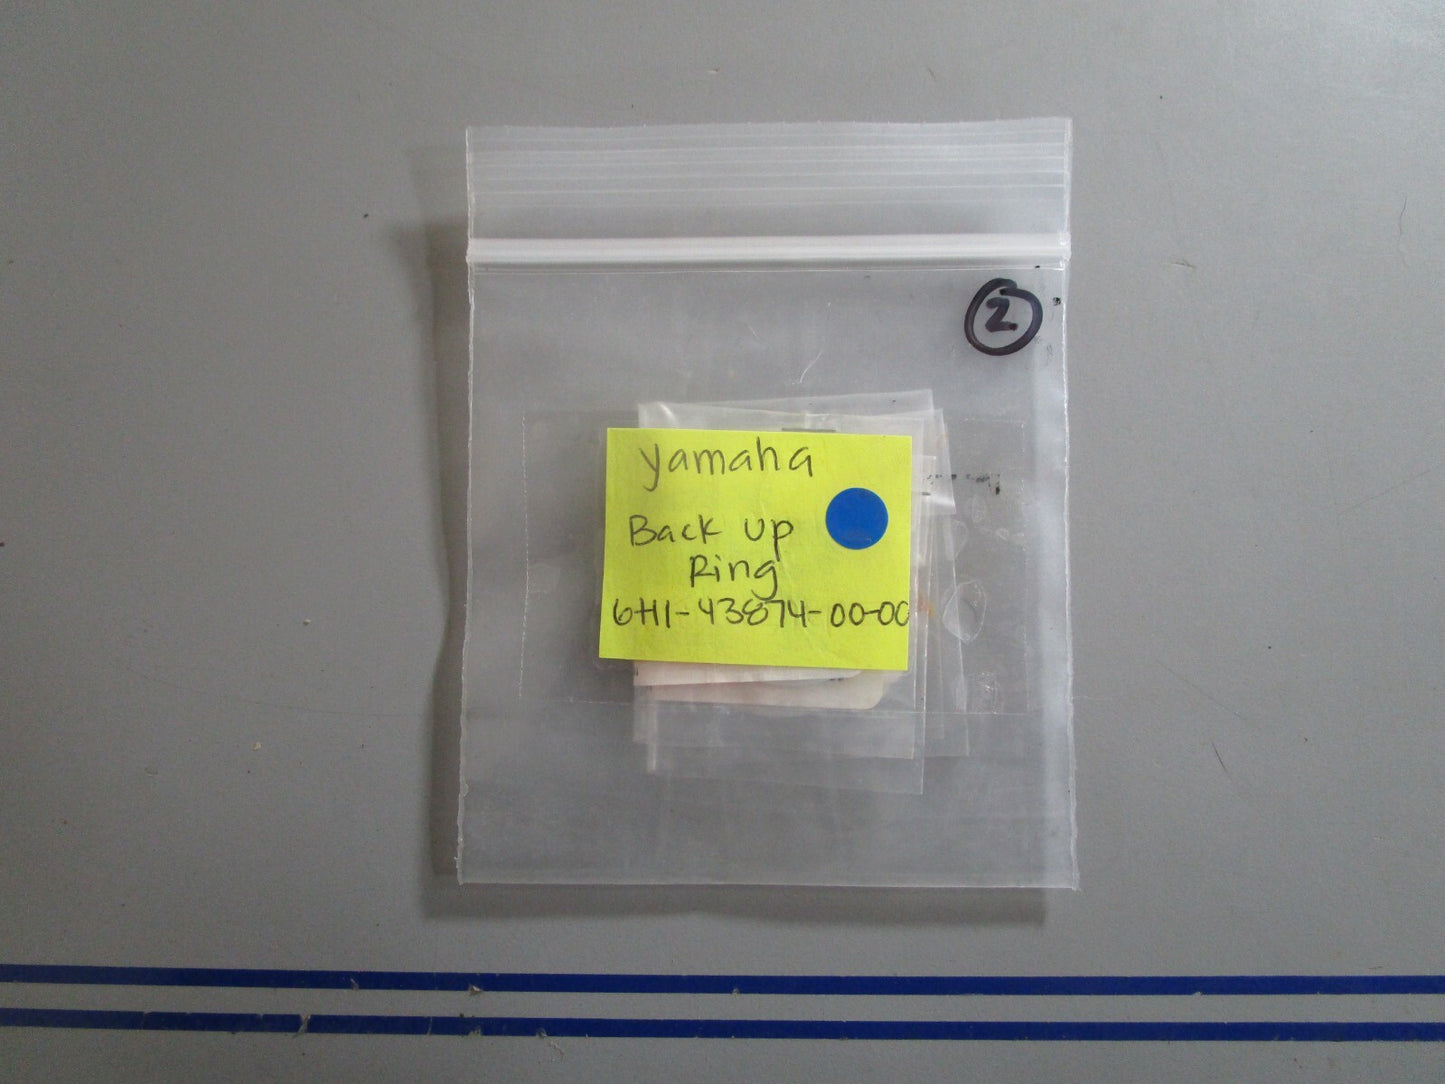 2
yamaha
Back up
Ring
6H1-43874-00-00